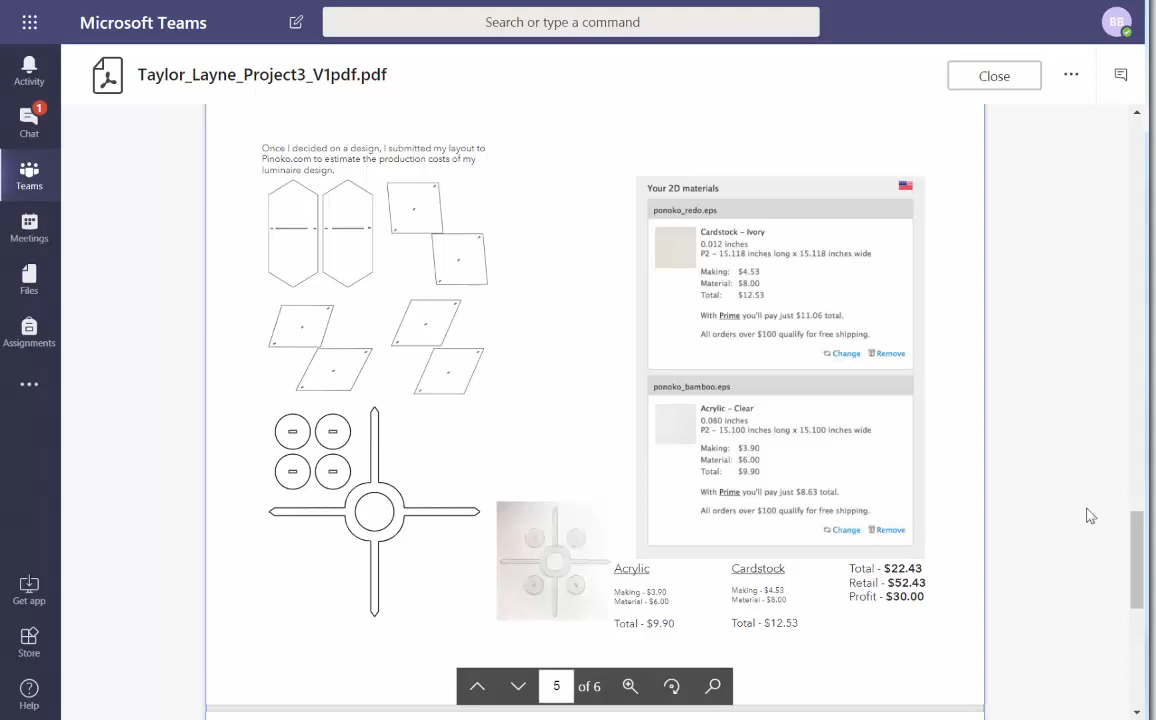 Microsoft Teams
Search or type a command
BB
Activity
Taylor_Layne_Project3_V1pdf.pdf
Close
1
Chat
Teams
Meetings
Files
Assignments
Get app
Store
Help
Once I decided on a design, I submitted my layout to
Pinoko.com to estimate the production costs of my
luminaire design.
Your 2D materials
ponoko_redo.eps
Cardstock – Ivory
0.012 inches
P2 – 15.118 inches long x 15.118 inches wide
Making: $4.53
Material: $8.00
Total: $12.53
With Prime you'll pay just $11.06 total.
All orders over $100 qualify for free shipping.
Change Remove
ponoko_bamboo.eps
Acrylic – Clear
0.080 inches
P2 – 15.100 inches long x 15.100 inches wide
Making: $3.90
Material: $6.00
Total: $9.90
With Prime you'll pay just $8.63 total.
All orders over $100 qualify for free shipping.
Change Remove
Acrylic
Making - $3.90
Material - $6.00
Total - $9.90
Cardstock
Making - $4.53
Material - $8.00
Total - $12.53
Total - $22.43
Retail - $52.43
Profit - $30.00
5 of 6